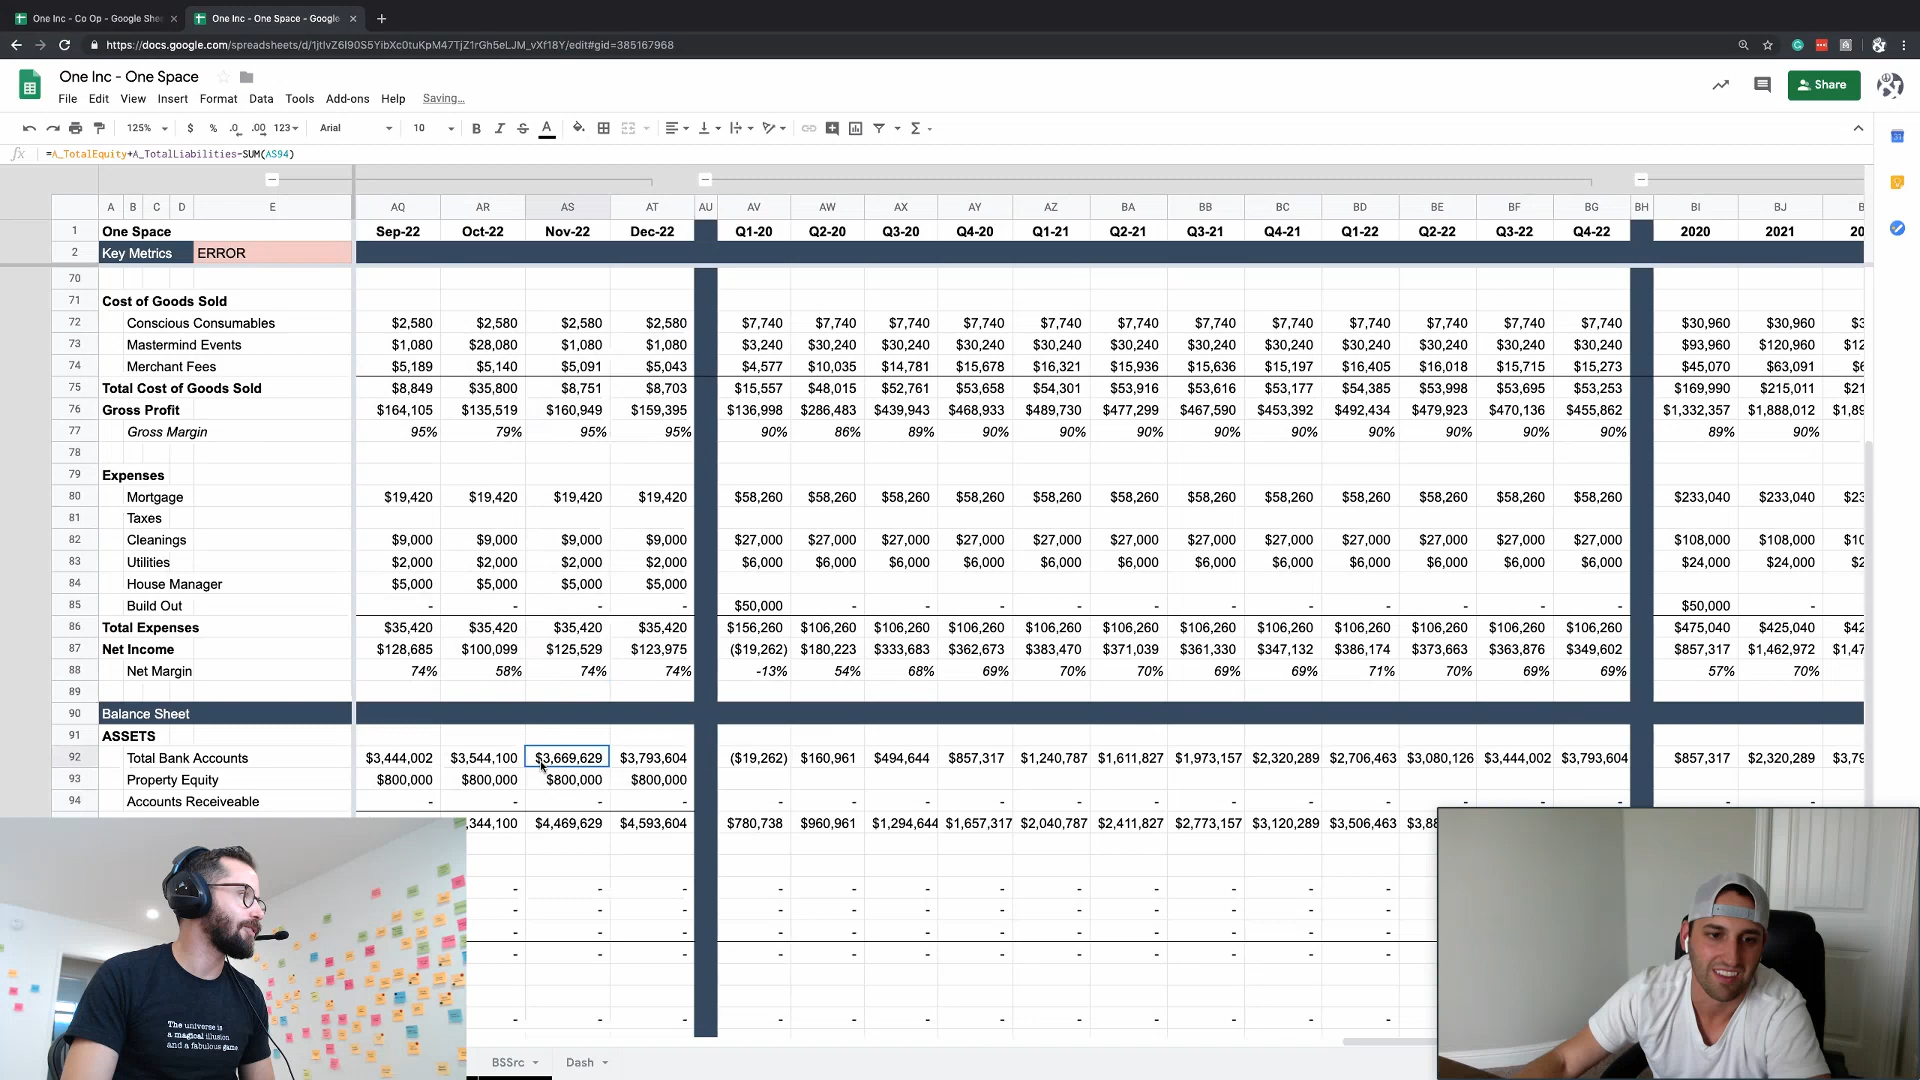 One Inc - Co Op - Google She
One Inc - One Space - Google
https://docs.google.com/spreadsheets/d/1jtIvZ6I90S5YibXc0tuKpM47TjZ1rGh5eLJM_vXf18Y/edit#gid=385167968
One Inc - One Space
File Edit View Insert Format Data Tools Add-ons Help Saving...
Share
125% $ % .0 .00 123 Arial 10 B I S A
=A_TotalEquity+A_TotalLiabilities-SUM(AS94)
A B C D E AQ AR AS AT AU AV AW AX AY AZ BA BB BC BD BE BF BG BH BI BJ
1 One Space Sep-22 Oct-22 Nov-22 Dec-22 Q1-20 Q2-20 Q3-20 Q4-20 Q1-21 Q2-21 Q3-21 Q4-21 Q1-22 Q2-22 Q3-22 Q4-22 2020 2021 20
2 Key Metrics ERROR
70
71 Cost of Goods Sold
72 Conscious Consumables $2,580 $2,580 $2,580 $2,580 $7,740 $7,740 $7,740 $7,740 $7,740 $7,740 $7,740 $7,740 $7,740 $7,740 $7,740 $7,740 $30,960 $30,960 $3
73 Mastermind Events $1,080 $28,080 $1,080 $1,080 $3,240 $30,240 $30,240 $30,240 $30,240 $30,240 $30,240 $30,240 $30,240 $30,240 $30,240 $30,240 $93,960 $120,960 $12
74 Merchant Fees $5,189 $5,140 $5,091 $5,043 $4,577 $10,035 $14,781 $15,678 $16,321 $15,936 $15,636 $15,197 $16,405 $16,018 $15,715 $15,273 $45,070 $63,091 $6
75 Total Cost of Goods Sold $8,849 $35,800 $8,751 $8,703 $15,557 $48,015 $52,761 $53,658 $54,301 $53,916 $53,616 $53,177 $54,385 $53,998 $53,695 $53,253 $169,990 $215,011 $21
76 Gross Profit $164,105 $135,519 $160,949 $159,395 $136,998 $286,483 $439,943 $468,933 $489,730 $477,299 $467,590 $453,392 $492,434 $479,923 $470,136 $455,862 $1,332,357 $1,888,012 $1,89
77 Gross Margin 95% 79% 95% 95% 90% 86% 89% 90% 90% 90% 90% 90% 90% 90% 90% 90% 89% 90%
78
79 Expenses
80 Mortgage $19,420 $19,420 $19,420 $19,420 $58,260 $58,260 $58,260 $58,260 $58,260 $58,260 $58,260 $58,260 $58,260 $58,260 $58,260 $58,260 $233,040 $233,040 $23
81 Taxes
82 Cleanings $9,000 $9,000 $9,000 $9,000 $27,000 $27,000 $27,000 $27,000 $27,000 $27,000 $27,000 $27,000 $27,000 $27,000 $27,000 $27,000 $108,000 $108,000 $10
83 Utilities $2,000 $2,000 $2,000 $2,000 $6,000 $6,000 $6,000 $6,000 $6,000 $6,000 $6,000 $6,000 $6,000 $6,000 $6,000 $6,000 $24,000 $24,000 $2
84 House Manager $5,000 $5,000 $5,000 $5,000
85 Build Out - - - - $50,000 - - - - - - - - - - - $50,000 -
86 Total Expenses $35,420 $35,420 $35,420 $35,420 $156,260 $106,260 $106,260 $106,260 $106,260 $106,260 $106,260 $106,260 $106,260 $106,260 $106,260 $106,260 $475,040 $425,040 $42
87 Net Income $128,685 $100,099 $125,529 $123,975 ($19,262) $180,223 $333,683 $362,673 $383,470 $371,039 $361,330 $347,132 $386,174 $373,663 $363,876 $349,602 $857,317 $1,462,972 $1,47
88 Net Margin 74% 58% 74% 74% -13% 54% 68% 69% 70% 70% 69% 69% 71% 70% 69% 69% 57% 70%
89
90 Balance Sheet
91 ASSETS
92 Total Bank Accounts $3,444,002 $3,544,100 $3,669,629 $3,793,604 ($19,262) $160,961 $494,644 $857,317 $1,240,787 $1,611,827 $1,973,157 $2,320,289 $2,706,463 $3,080,126 $3,444,002 $3,793,604 $857,317 $2,320,289 $3,79
93 Property Equity $800,000 $800,000 $800,000 $800,000
94 Accounts Receiveable - - - - - - - - - - - - - - - - - -
,344,100 $4,469,629 $4,593,604 $780,738 $960,961 $1,294,644 $1,657,317 $2,040,787 $2,411,827 $2,773,157 $3,120,289 $3,506,463 $3,88
- - - - - - - - - - - -
- - - - - - - - - - - -
- - - - - - - - - - - -
- - - - - - - - - - - -
- - - - - - - - - - - -
The universe is
a magical illusion
and a fabulous game
BSSrc Dash